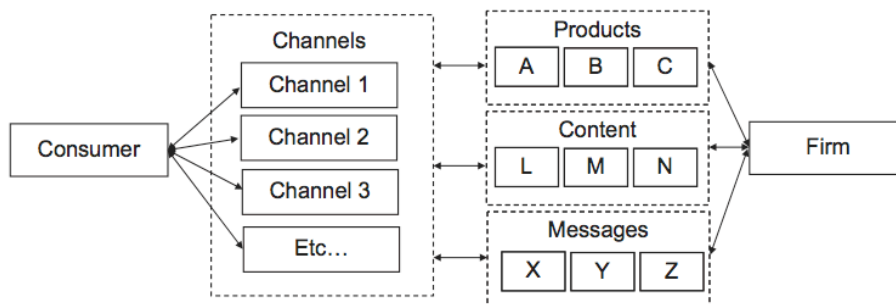 Channels
Channel 1
Channel 2
Channel 3
Etc...
Consumer
Products
A B C
Content
L M N
Messages
X Y Z
Firm